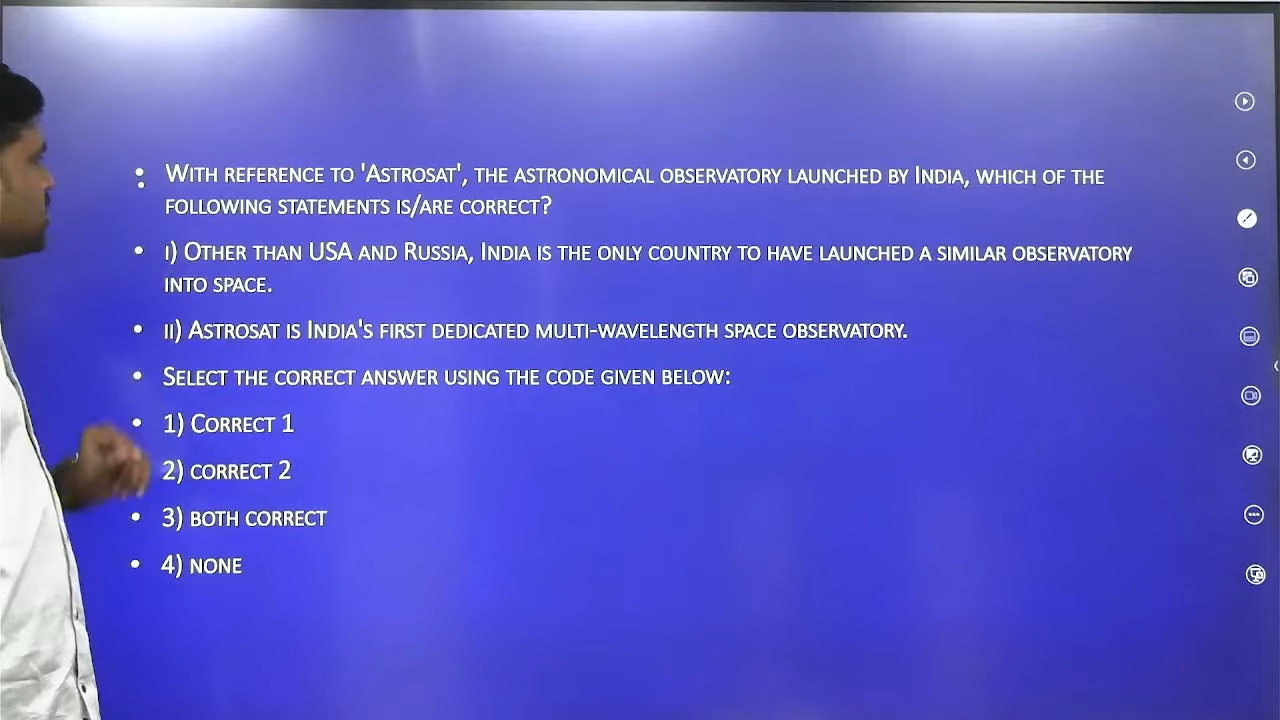 With reference to 'Astrosat', the astronomical observatory launched by India, which of the
following statements is/are correct?
i) Other than USA and Russia, India is the only country to have launched a similar observatory
into space.
ii) Astrosat is India's first dedicated multi-wavelength space observatory.
Select the correct answer using the code given below:
1) Correct 1
2) correct 2
3) both correct
4) none